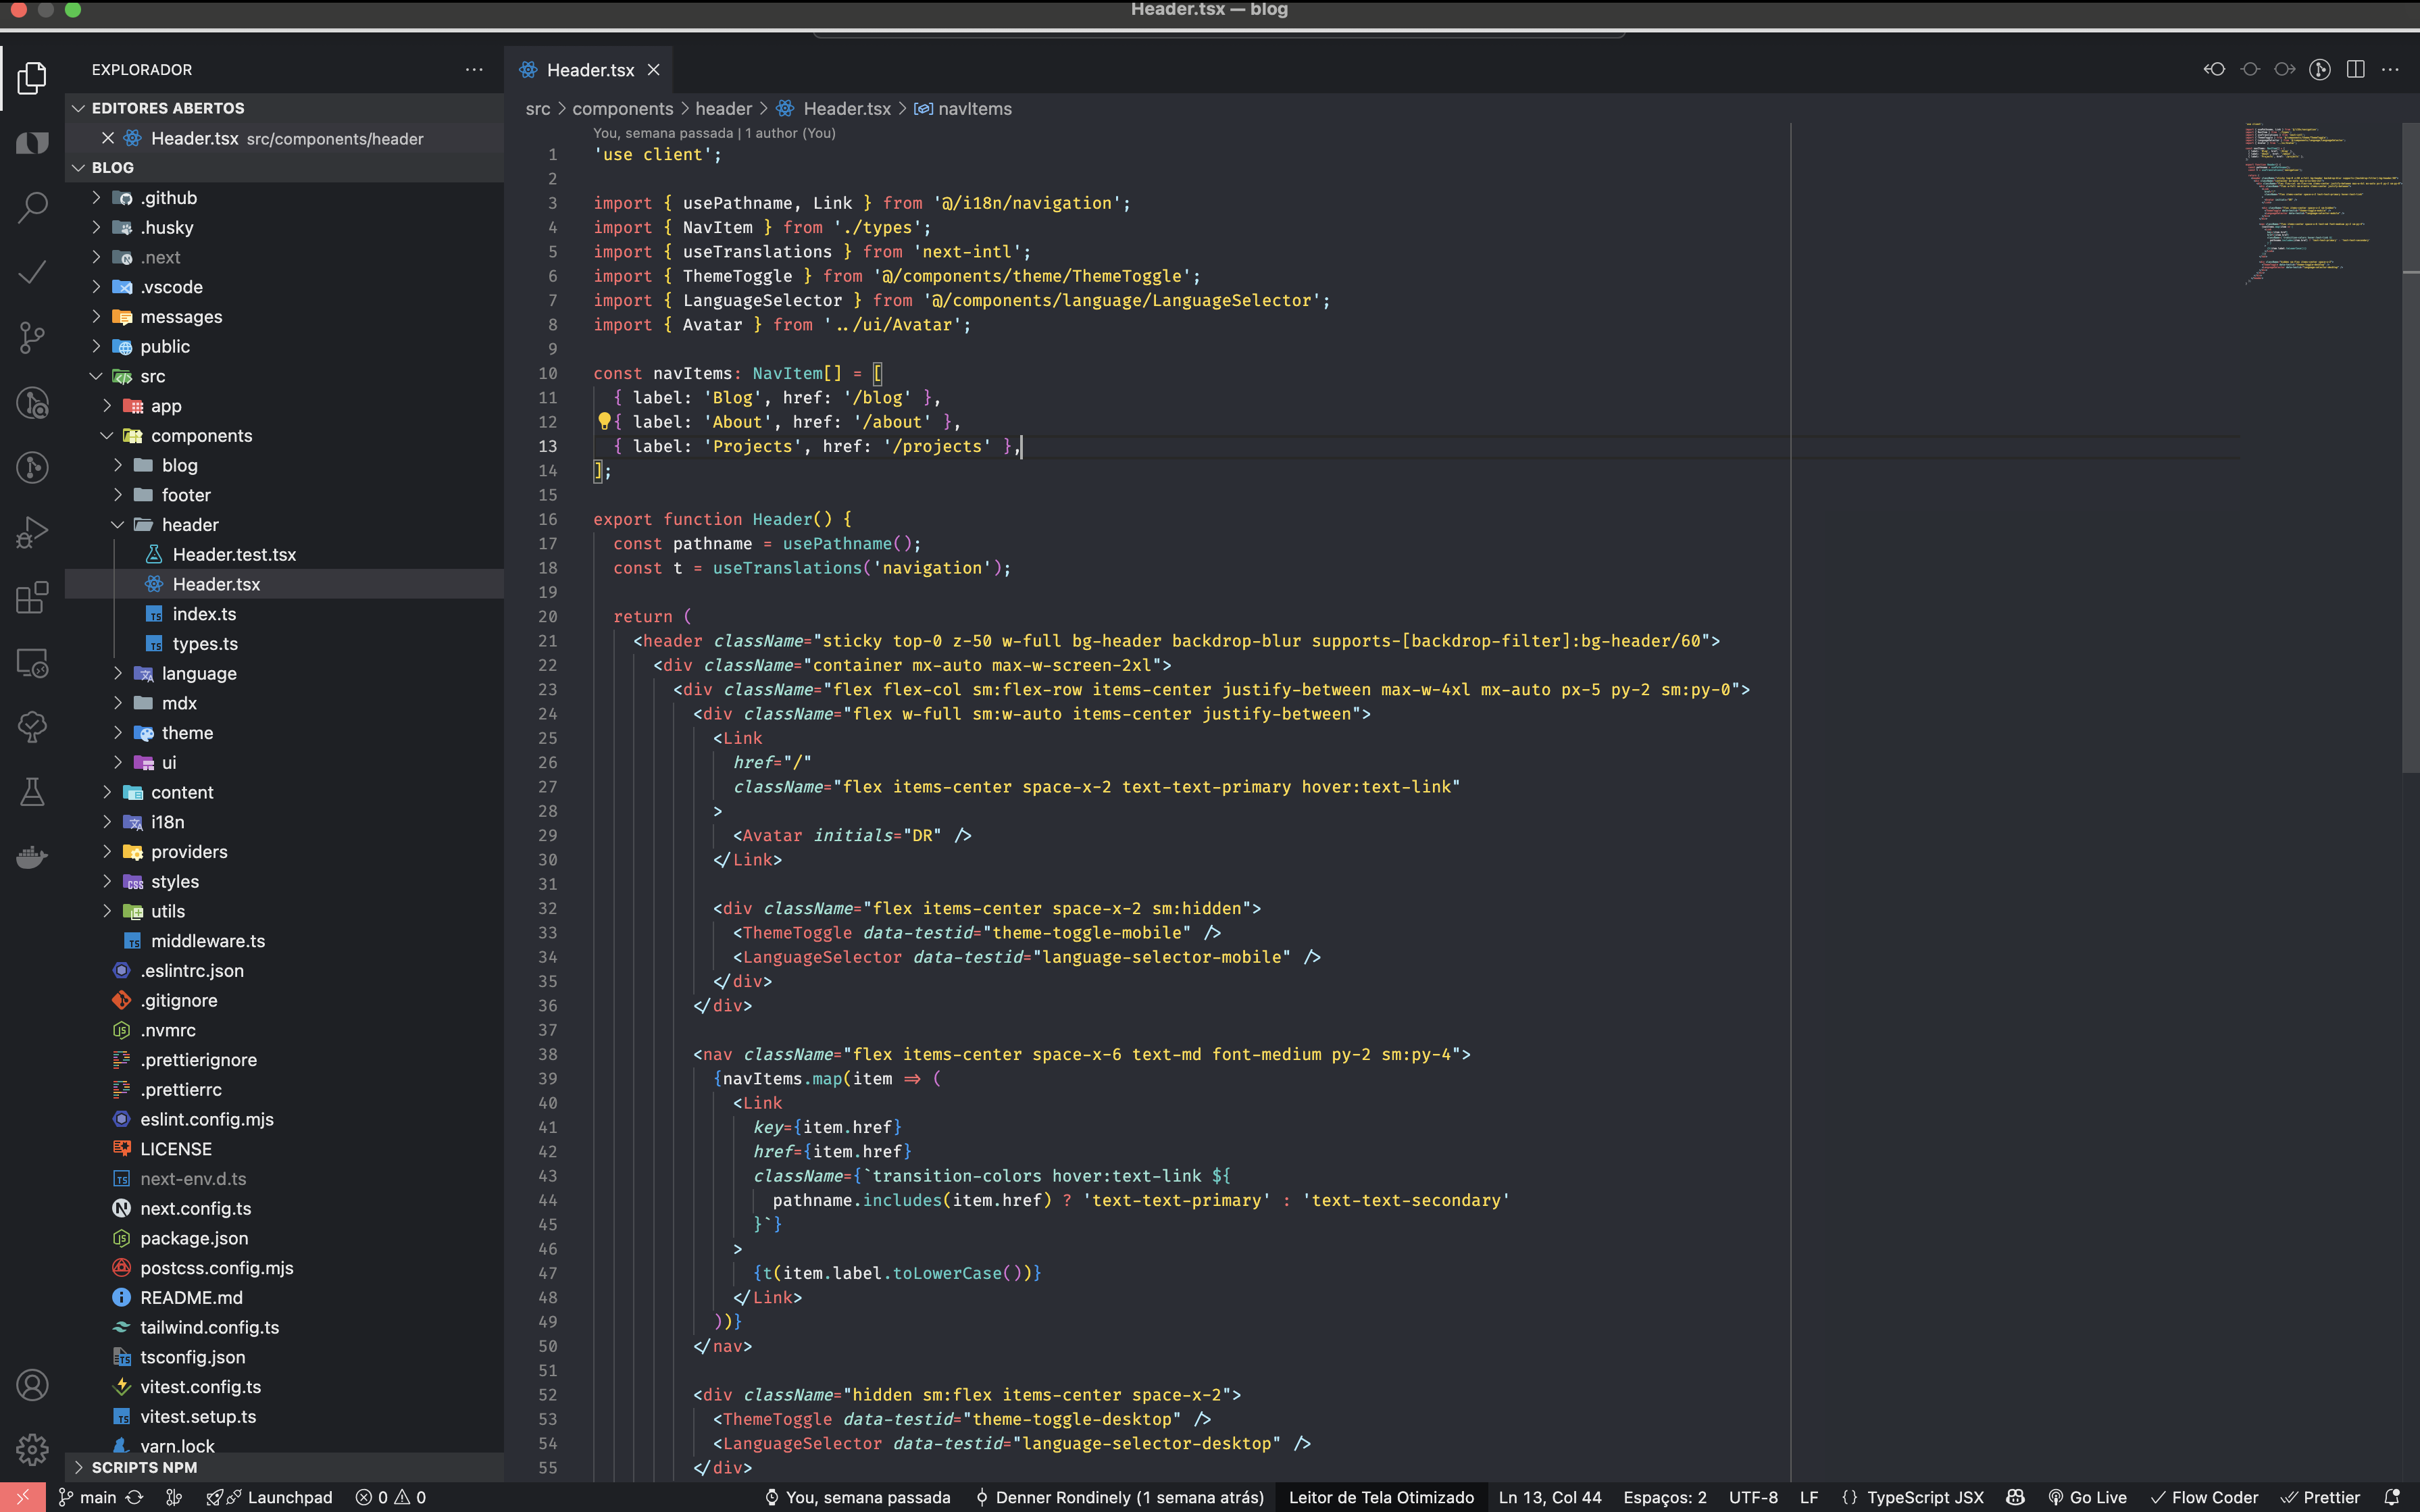 Header.tsx — blog
EXPLORADOR
EDITORES ABERTOS
Header.tsx src/components/header
BLOG
.github
.husky
.next
.vscode
messages
public
src
app
components
blog
footer
header
Header.test.tsx
Header.tsx
index.ts
types.ts
language
mdx
theme
ui
content
i18n
providers
styles
utils
middleware.ts
.eslintrc.json
.gitignore
.nvmrc
.prettierignore
.prettierrc
eslint.config.mjs
LICENSE
next-env.d.ts
next.config.ts
package.json
postcss.config.mjs
README.md
tailwind.config.ts
tsconfig.json
vitest.config.ts
vitest.setup.ts
yarn.lock
SCRIPTS NPM
Header.tsx
src > components > header > Header.tsx > navItems
You, semana passada | 1 author (You)
1 'use client';
2
3 import { usePathname, Link } from '@/i18n/navigation';
4 import { NavItem } from './types';
5 import { useTranslations } from 'next-intl';
6 import { ThemeToggle } from '@/components/theme/ThemeToggle';
7 import { LanguageSelector } from '@/components/language/LanguageSelector';
8 import { Avatar } from '../ui/Avatar';
9
10 const navItems: NavItem[] = [
11 { label: 'Blog', href: '/blog' },
12 { label: 'About', href: '/about' },
13 { label: 'Projects', href: '/projects' },
14 ];
15
16 export function Header() {
17 const pathname = usePathname();
18 const t = useTranslations('navigation');
19
20 return (
21 <header className="sticky top-0 z-50 w-full bg-header backdrop-blur supports-[backdrop-filter]:bg-header/60">
22 <div className="container mx-auto max-w-screen-2xl">
23 <div className="flex flex-col sm:flex-row items-center justify-between max-w-4xl mx-auto px-5 py-2 sm:py-0">
24 <div className="flex w-full sm:w-auto items-center justify-between">
25 <Link
26 href="/"
27 className="flex items-center space-x-2 text-text-primary hover:text-link"
28 >
29 <Avatar initials="DR" />
30 </Link>
31
32 <div className="flex items-center space-x-2 sm:hidden">
33 <ThemeToggle data-testid="theme-toggle-mobile" />
34 <LanguageSelector data-testid="language-selector-mobile" />
35 </div>
36 </div>
37
38 <nav className="flex items-center space-x-6 text-md font-medium py-2 sm:py-4">
39 {navItems.map(item => (
40 <Link
41 key={item.href}
42 href={item.href}
43 className={`transition-colors hover:text-link ${
44 pathname.includes(item.href) ? 'text-text-primary' : 'text-text-secondary'
45 }`}
46 >
47 {t(item.label.toLowerCase())}
48 </Link>
49 ))}
50 </nav>
51
52 <div className="hidden sm:flex items-center space-x-2">
53 <ThemeToggle data-testid="theme-toggle-desktop" />
54 <LanguageSelector data-testid="language-selector-desktop" />
55 </div>
main Launchpad 0 0 You, semana passada Denner Rondinely (1 semana atrás) Leitor de Tela Otimizado Ln 13, Col 44 Espaços: 2 UTF-8 LF {} TypeScript JSX Go Live Flow Coder Prettier